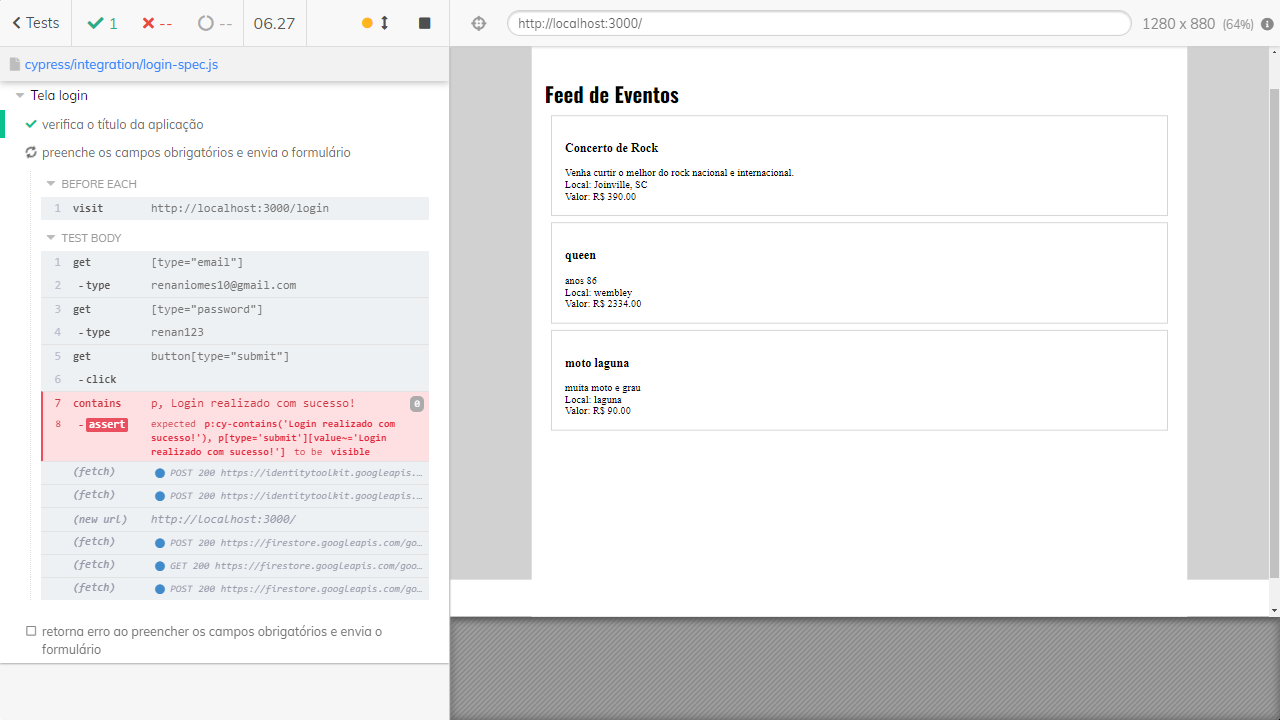 Tests
1
--
--
06.27
http://localhost:3000/
1280 x 880 (64%)
cypress/integration/login-spec.js
Tela login
verifica o título da aplicação
preenche os campos obrigatórios e envia o formulário
BEFORE EACH
1 visit http://localhost:3000/login
TEST BODY
1 get [type="email"]
2 -type renaniomes10@gmail.com
3 get [type="password"]
4 -type renan123
5 get button[type="submit"]
6 -click
7 contains p, Login realizado com sucesso! 0
8 -assert expected p:cy-contains('Login realizado com
sucesso!'), p[type='submit'][value~='Login
realizado com sucesso!'] to be visible
(fetch) POST 200 https://identitytoolkit.googleapis.…
(fetch) POST 200 https://identitytoolkit.googleapis.…
(new url) http://localhost:3000/
(fetch) POST 200 https://firestore.googleapis.com/go…
(fetch) GET 200 https://firestore.googleapis.com/goo…
(fetch) POST 200 https://firestore.googleapis.com/go…
retorna erro ao preencher os campos obrigatórios e envia o
formulário
Feed de Eventos
Concerto de Rock
Venha curtir o melhor do rock nacional e internacional.
Local: Joinville, SC
Valor: R$ 390.00
queen
anos 86
Local: wembley
Valor: R$ 2334.00
moto laguna
muita moto e grau
Local: laguna
Valor: R$ 90.00